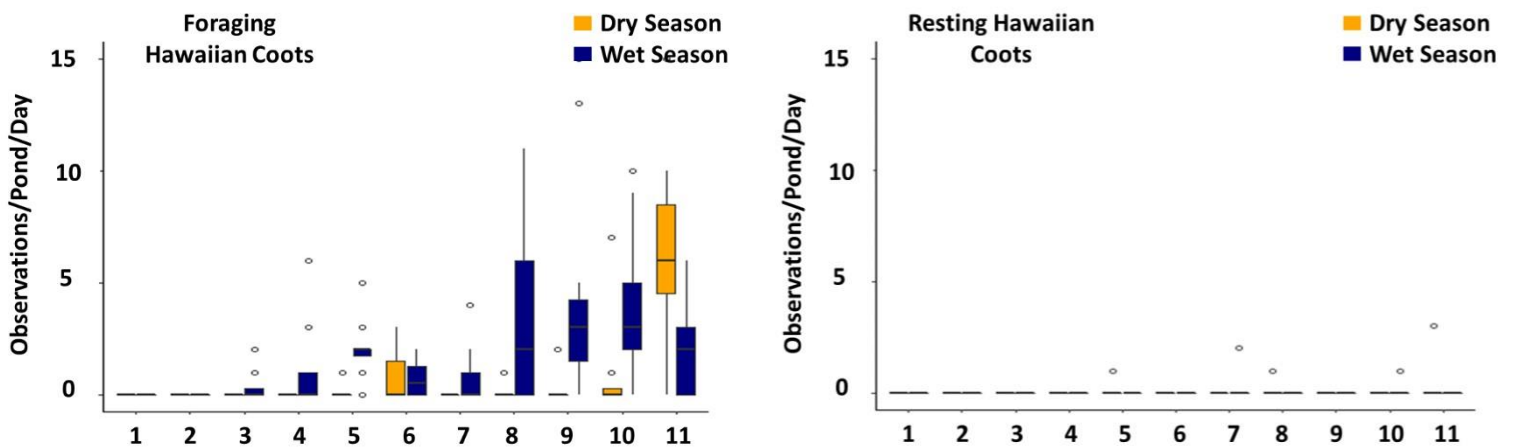 Foraging
Hawaiian Coots
Dry Season
Wet Season
Observations/Pond/Day
15
10
5
0
1 2 3 4 5 6 7 8 9 10 11
Resting Hawaiian
Coots
Dry Season
Wet Season
Observations/Pond/Day
15
10
5
0
1 2 3 4 5 6 7 8 9 10 11